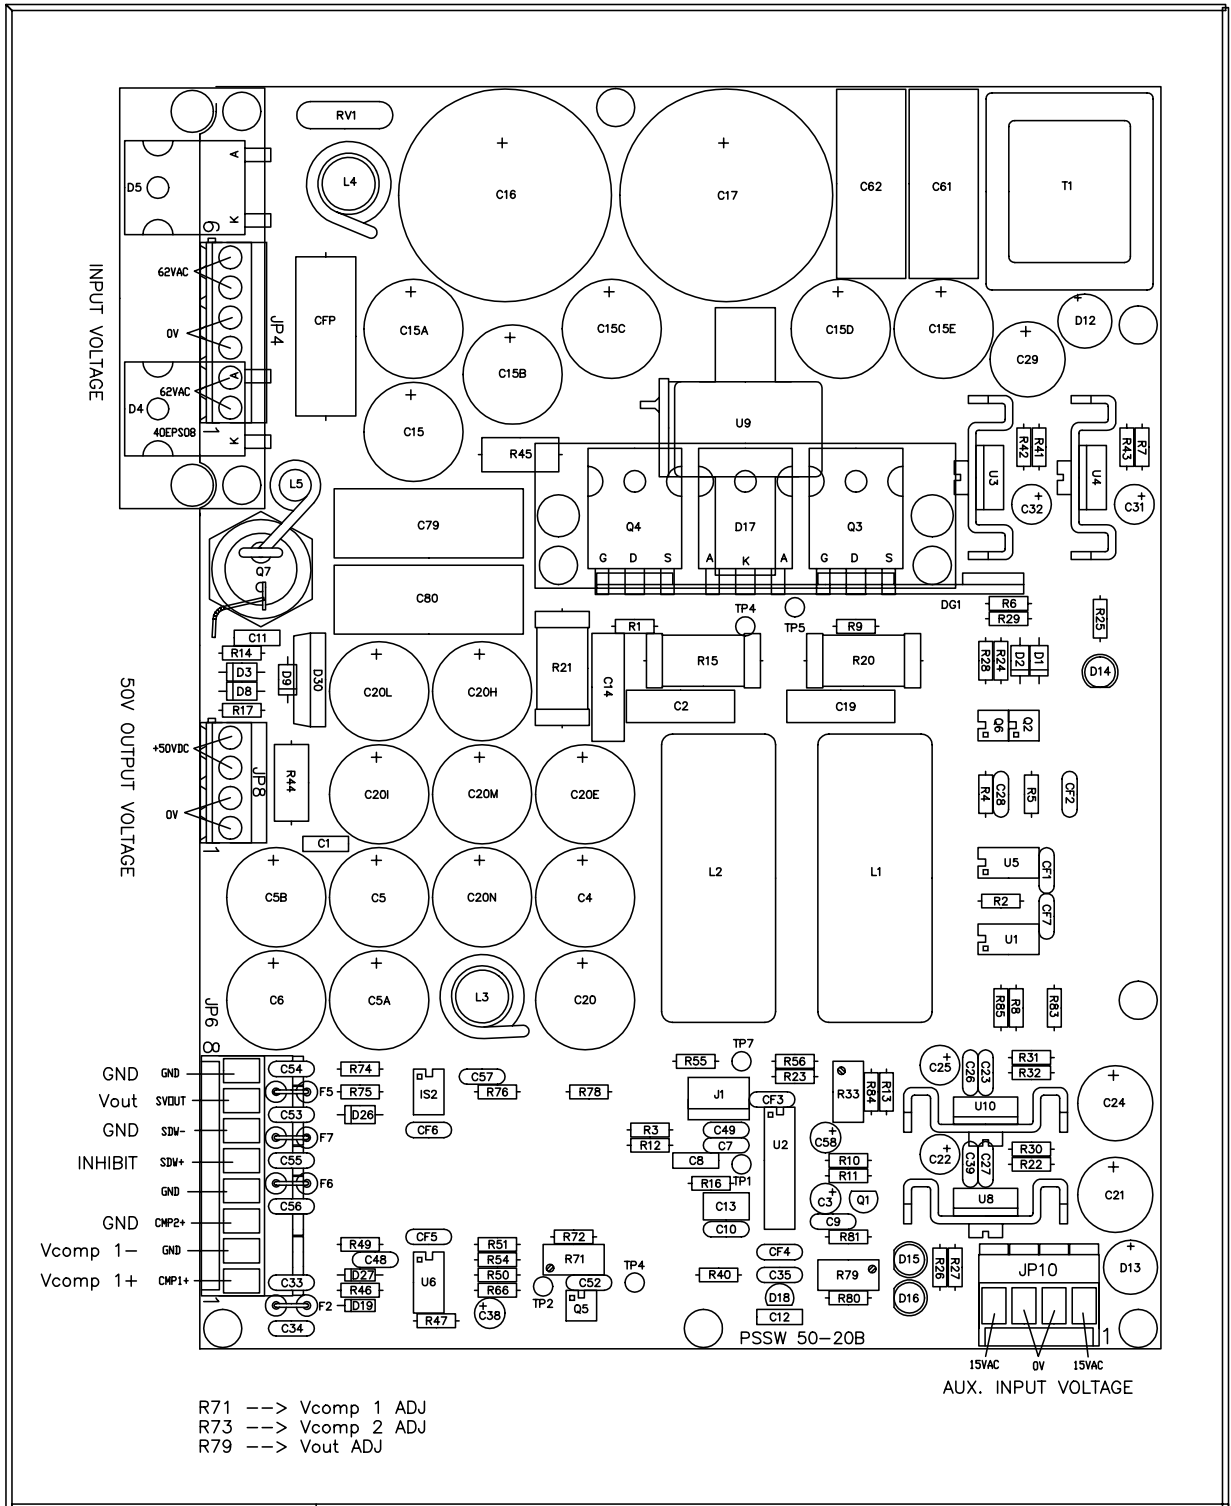 RV1
L4
C16
C17
C62
C61
T1
D5
A
K
6
62VAC
0V
62VAC
JP4
INPUT VOLTAGE
D4
A
K
40EPS08
1
CFP
C15A
C15B
C15C
C15D
C15E
C29
D12
C15
R45
U9
U3
R42
R41
C32
U4
R43
R7
C31
L5
C79
Q4
D17
Q3
G D S
A K A
G D S
Q7
C80
DG1
TP4
TP5
R6
R29
R25
C11
R14
D3
D8
R17
D9
D30
C20L
C20H
R21
C14
R1
R15
C2
R9
R20
C19
R28
R24
D2
D1
D14
Q6
Q2
50V OUTPUT VOLTAGE
+50VDC
0V
JP8
1
R44
C20I
C20M
C20E
C1
L2
L1
R4
C28
R5
CF2
C5B
C5
C20N
C4
U5
CF1
R2
CF7
U1
C6
C5A
L3
C20
R85
R8
R83
JP6
8
GND GND
Vout SVOUT
GND SDW-
INHIBIT SDW+
GND
GND CMP2+
Vcomp 1- GND
Vcomp 1+ CMP1+
1
C54
F5
C53
F7
C55
F6
C56
C33
F2
C34
R74
R75
D26
IS2
CF6
C57
R76
R78
R55
TP7
R56
R23
J1
CF3
R33
R84
R13
C25
C26
C23
R31
R32
C24
U10
R3
R12
C49
C7
C8
TP1
U2
C58
R10
R11
C22
C39
C27
R30
R22
R16
C13
C10
C3
Q1
C9
R81
U8
C21
R49
C48
D27
R46
D19
CF5
U6
R47
R51
R54
R50
R66
C38
R72
R71
C52
TP2
Q5
TP4
R40
CF4
C35
D18
C12
R79
R80
D15
D16
R26
R27
JP10
D13
1
PSSW 50-20B
15VAC
0V
15VAC
AUX. INPUT VOLTAGE
R71 --> Vcomp 1 ADJ
R73 --> Vcomp 2 ADJ
R79 --> Vout ADJ